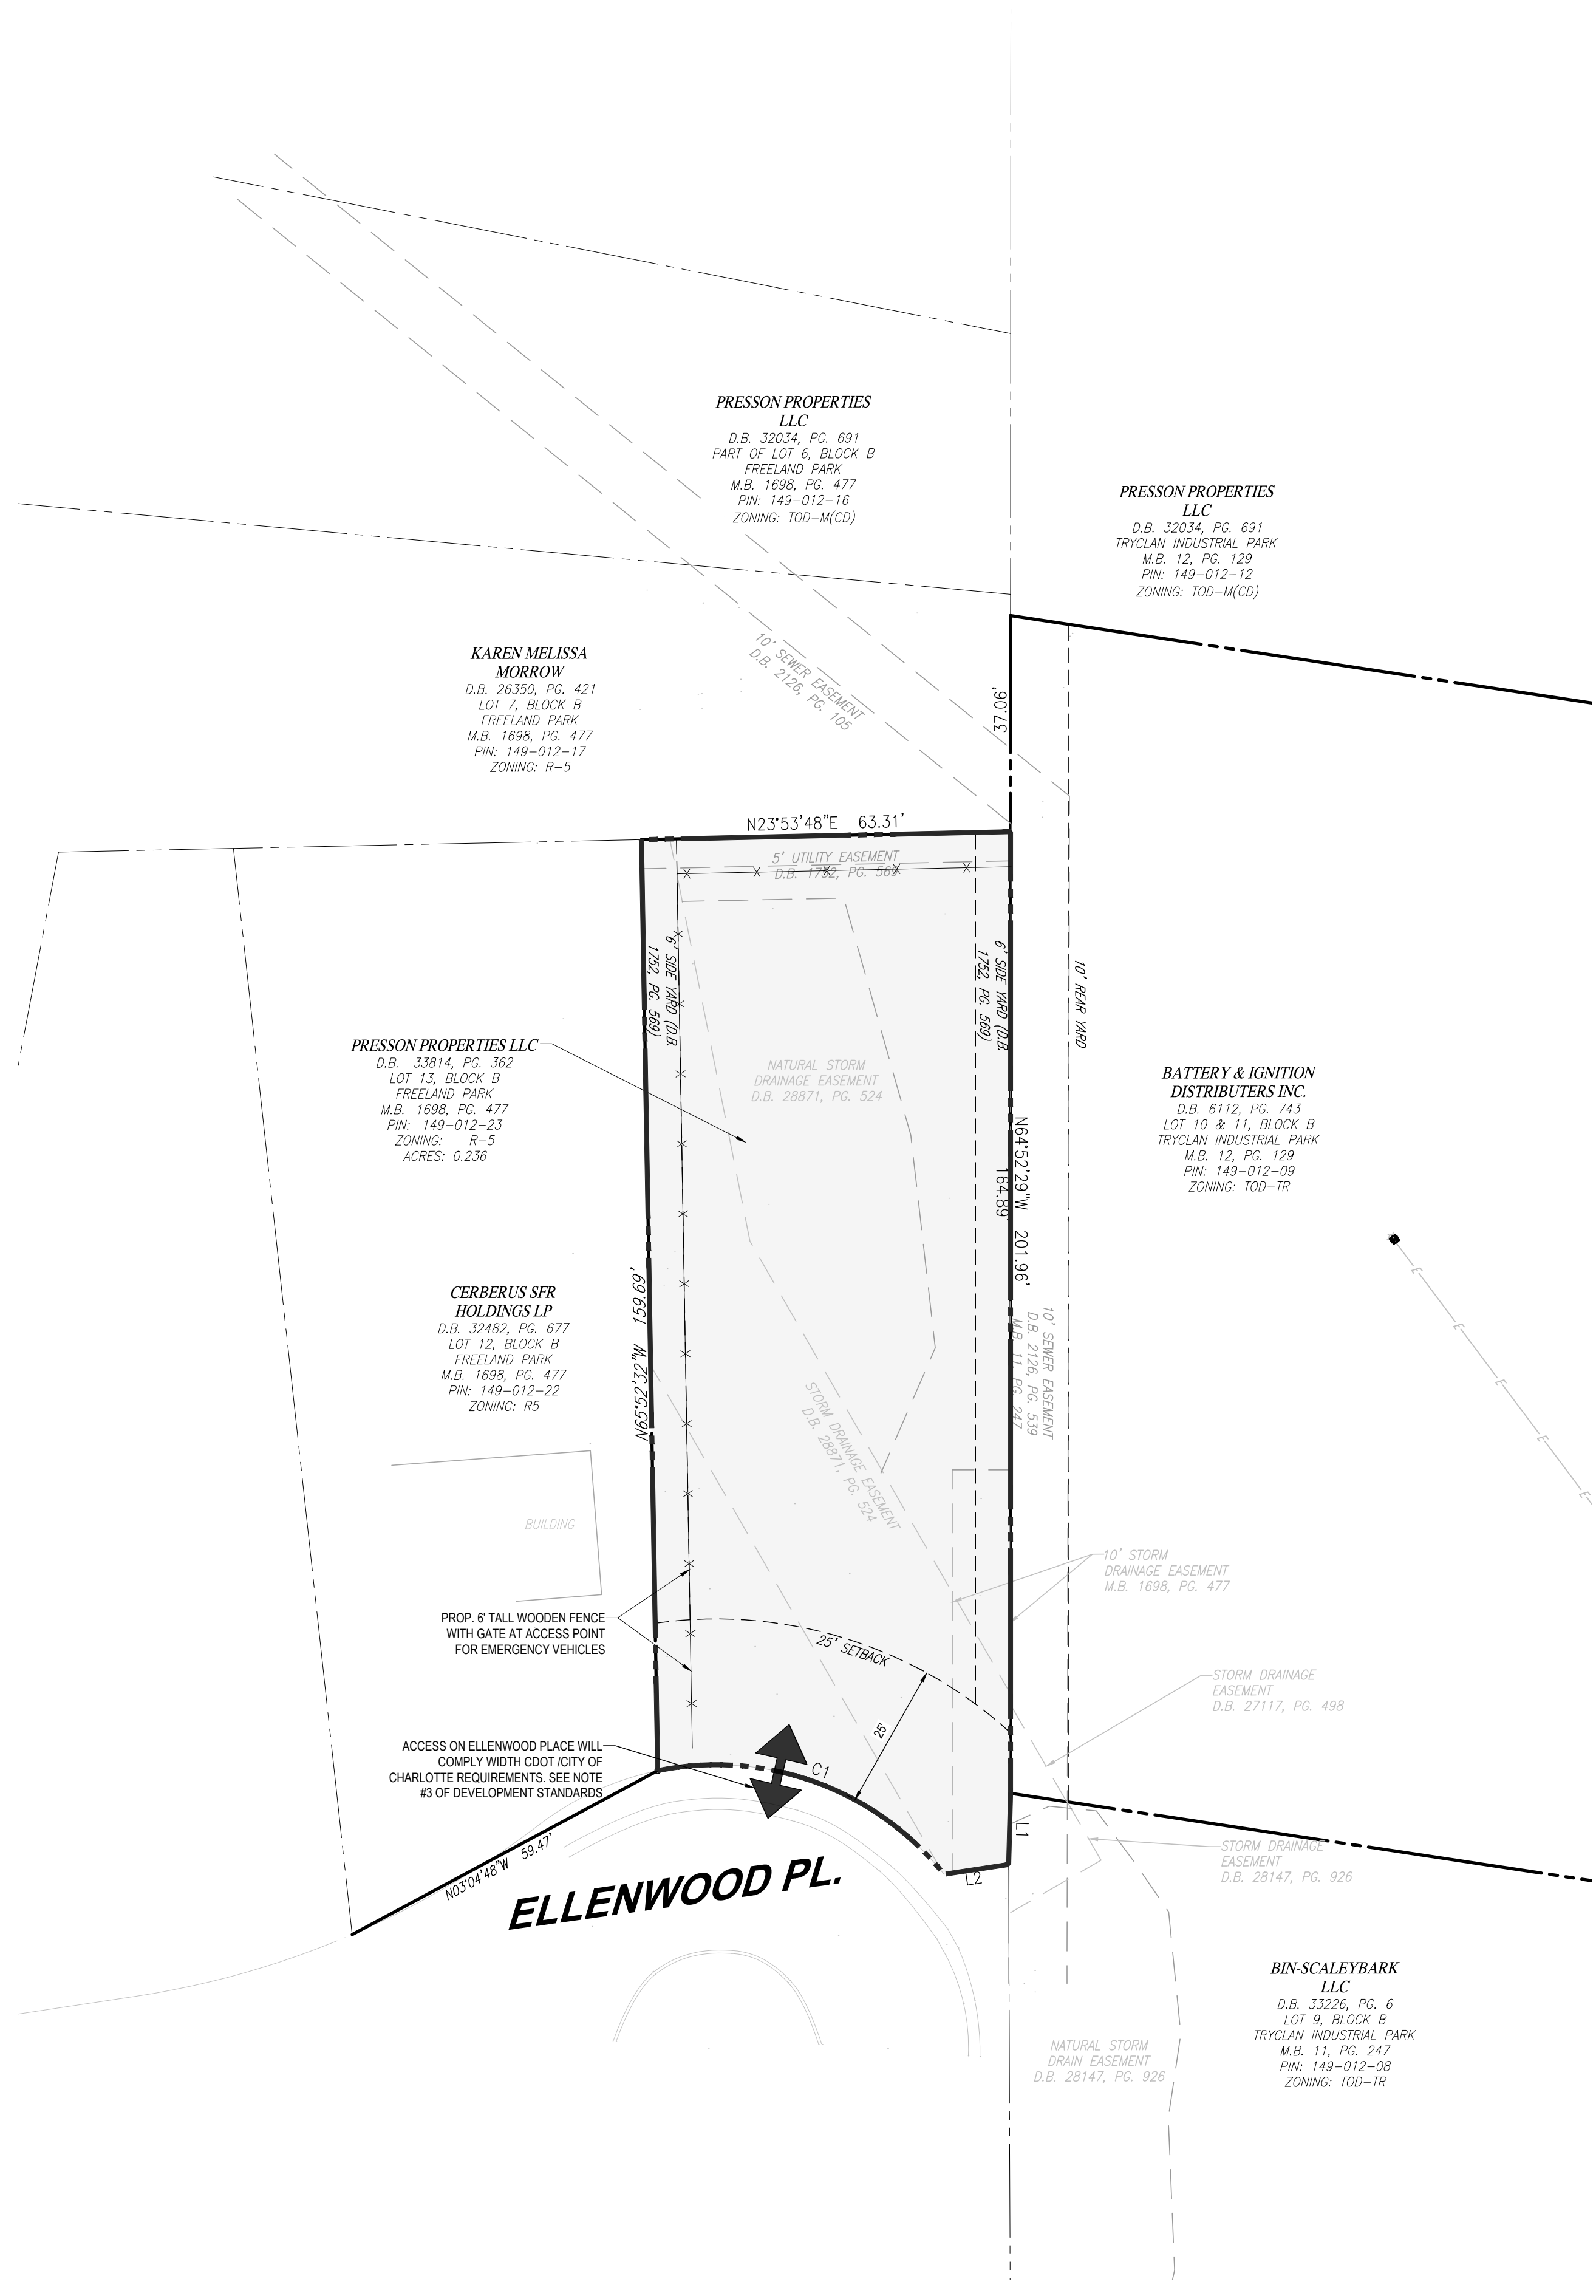 PRESSON PROPERTIES
LLC
D.B. 32034, PG. 691
PART OF LOT 6, BLOCK B
FREELAND PARK
M.B. 1698, PG. 477
PIN: 149-012-16
ZONING: TOD-M(CD)
PRESSON PROPERTIES
LLC
D.B. 32034, PG. 691
TRYCLAN INDUSTRIAL PARK
M.B. 12, PG. 129
PIN: 149-012-12
ZONING: TOD-M(CD)
KAREN MELISSA
MORROW
D.B. 26350, PG. 421
LOT 7, BLOCK B
FREELAND PARK
M.B. 1698, PG. 477
PIN: 149-012-17
ZONING: R-5
10' SEWER EASEMENT
D.B. 2126, PG. 105
37.06'
N23°53'48"E 63.31'
5' UTILITY EASEMENT
D.B. 1752, PG. 569
6' SIDE YARD (D.B.
1752, PG. 569)
6' SIDE YARD (D.B.
1752, PG. 569)
10' REAR YARD
PRESSON PROPERTIES LLC
D.B. 33814, PG. 362
LOT 13, BLOCK B
FREELAND PARK
M.B. 1698, PG. 477
PIN: 149-012-23
ZONING: R-5
ACRES: 0.236
NATURAL STORM
DRAINAGE EASEMENT
D.B. 28871, PG. 524
BATTERY & IGNITION
DISTRIBUTERS INC.
D.B. 6112, PG. 743
LOT 10 & 11, BLOCK B
TRYCLAN INDUSTRIAL PARK
M.B. 12, PG. 129
PIN: 149-012-09
ZONING: TOD-TR
N64°52'29"W 201.96'
164.89'
E
E
E
E
E
CERBERUS SFR
HOLDINGS LP
D.B. 32482, PG. 677
LOT 12, BLOCK B
FREELAND PARK
M.B. 1698, PG. 477
PIN: 149-012-22
ZONING: R5
N65°52'32"W 159.69'
10' SEWER EASEMENT
D.B. 2126, PG. 539
M.B. 11, PG. 247
STORM DRAINAGE EASEMENT
D.B. 28871, PG. 524
BUILDING
10' STORM
DRAINAGE EASEMENT
M.B. 1698, PG. 477
PROP. 6' TALL WOODEN FENCE
WITH GATE AT ACCESS POINT
FOR EMERGENCY VEHICLES
25' SETBACK
25'
STORM DRAINAGE
EASEMENT
D.B. 27117, PG. 498
ACCESS ON ELLENWOOD PLACE WILL
COMPLY WIDTH CDOT /CITY OF
CHARLOTTE REQUIREMENTS. SEE NOTE
#3 OF DEVELOPMENT STANDARDS
C1
L1
L2
STORM DRAINAGE
EASEMENT
D.B. 28147, PG. 926
N03°04'48"W 59.47'
ELLENWOOD PL.
BIN-SCALEYBARK
LLC
D.B. 33226, PG. 6
LOT 9, BLOCK B
TRYCLAN INDUSTRIAL PARK
M.B. 11, PG. 247
PIN: 149-012-08
ZONING: TOD-TR
NATURAL STORM
DRAIN EASEMENT
D.B. 28147, PG. 926